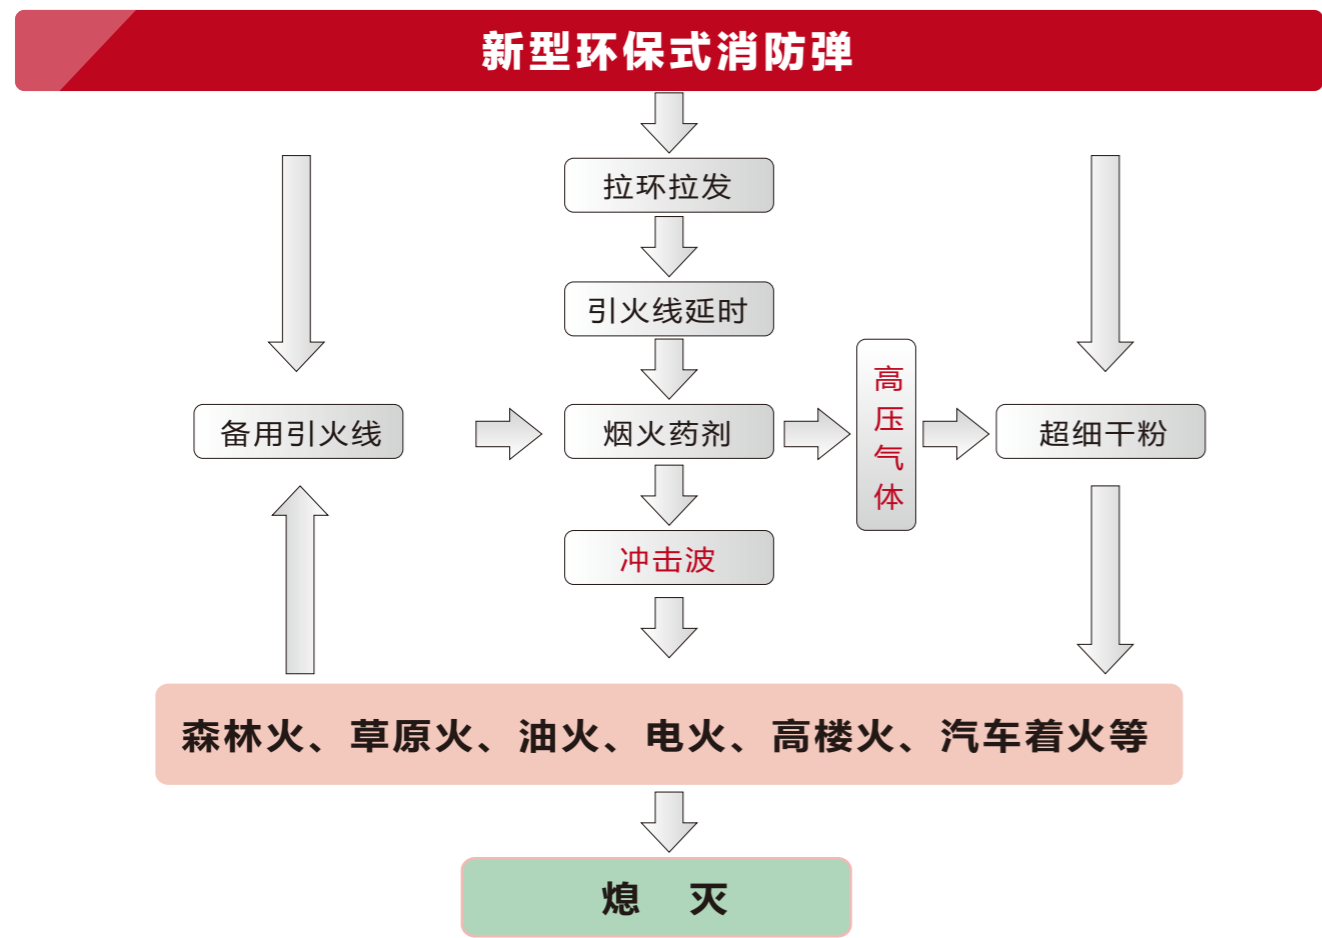 新型环保式消防弹
拉环拉发
引火线延时
备用引火线
烟火药剂
高压气体
超细干粉
冲击波
森林火、草原火、油火、电火、高楼火、汽车着火等
熄 灭